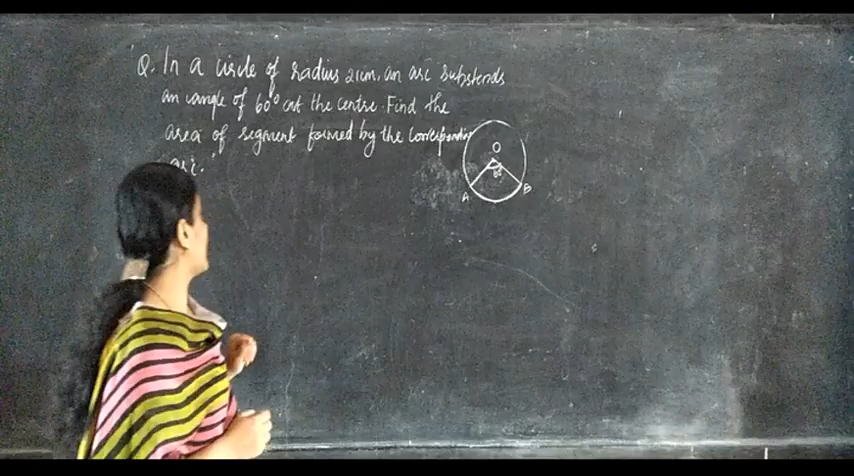 Q. In a circle of radius 21cm, an arc substends
an angle of 60° at the centre. Find the
area of segment formed by the corresponding
arc.
O
60°
A
B